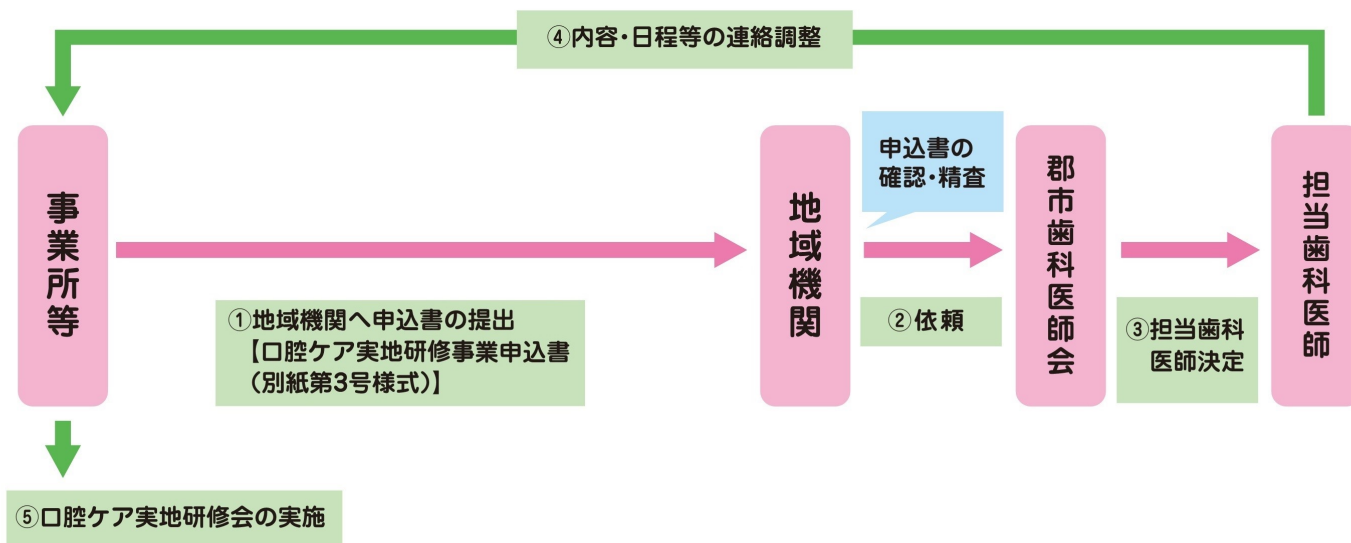 ④内容・日程等の連絡調整
事業所等
①地域機関へ申込書の提出
【口腔ケア実地研修事業申込書
(別紙第3号様式)】
地域機関
申込書の
確認・精査
②依頼
郡市歯科医師会
③担当歯科
医師決定
担当歯科医師
⑤口腔ケア実地研修会の実施